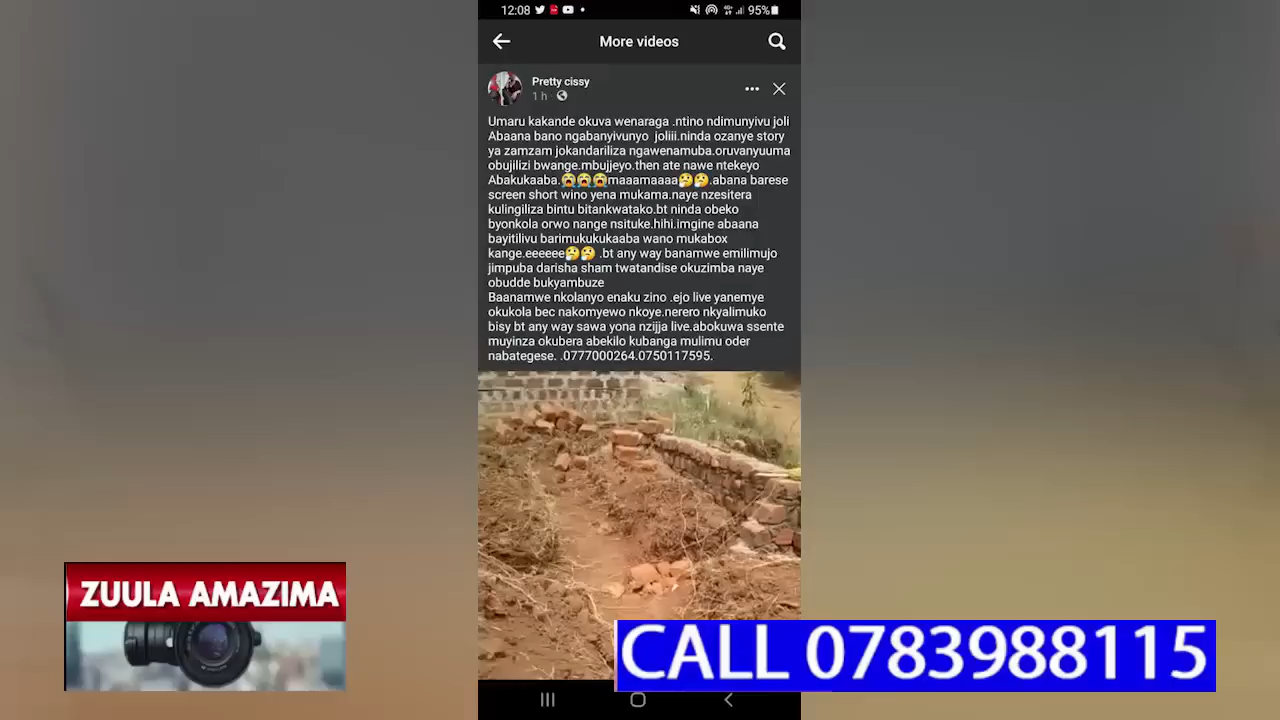 12:08
95%
More videos
Pretty cissy
1 h
Umaru kakande okuva wenaraga .ntino ndimunyivu joli
Abaana bano ngabanyivunyo joliii.ninda ozanye story
ya zamzam jokandariliza ngawenamuba.oruvanyuuma
obujilizi bwange.mbujjeyo.then ate nawe ntekeyo
Abakukaaba.😭😭😭maaamaaaa🤔🤔.abana barese
screen short wino yena mukama.naye nzesitera
kulingiliza bintu bitankwatako.bt ninda obeko
byonkola orwo nange nsituke.hihi.imgine abaana
bayitilivu barimukukukaaba wano mukabox
kange.eeeeee🤔🤔 .bt any way banamwe emilimujo
jimpuba darisha sham twatandise okuzimba naye
obudde bukyambuze
Baanamwe nkolanyo enaku zino .ejo live yanemye
okukola bec nakomyewo nkoye.nerero nkyalimuko
bisy bt any way sawa yona nzijja live.abokuwa ssente
muyinza okubera abekilo kubanga mulimu oder
nabategese. .0777000264.0750117595.
ZUULA AMAZIMA
CALL 0783988115